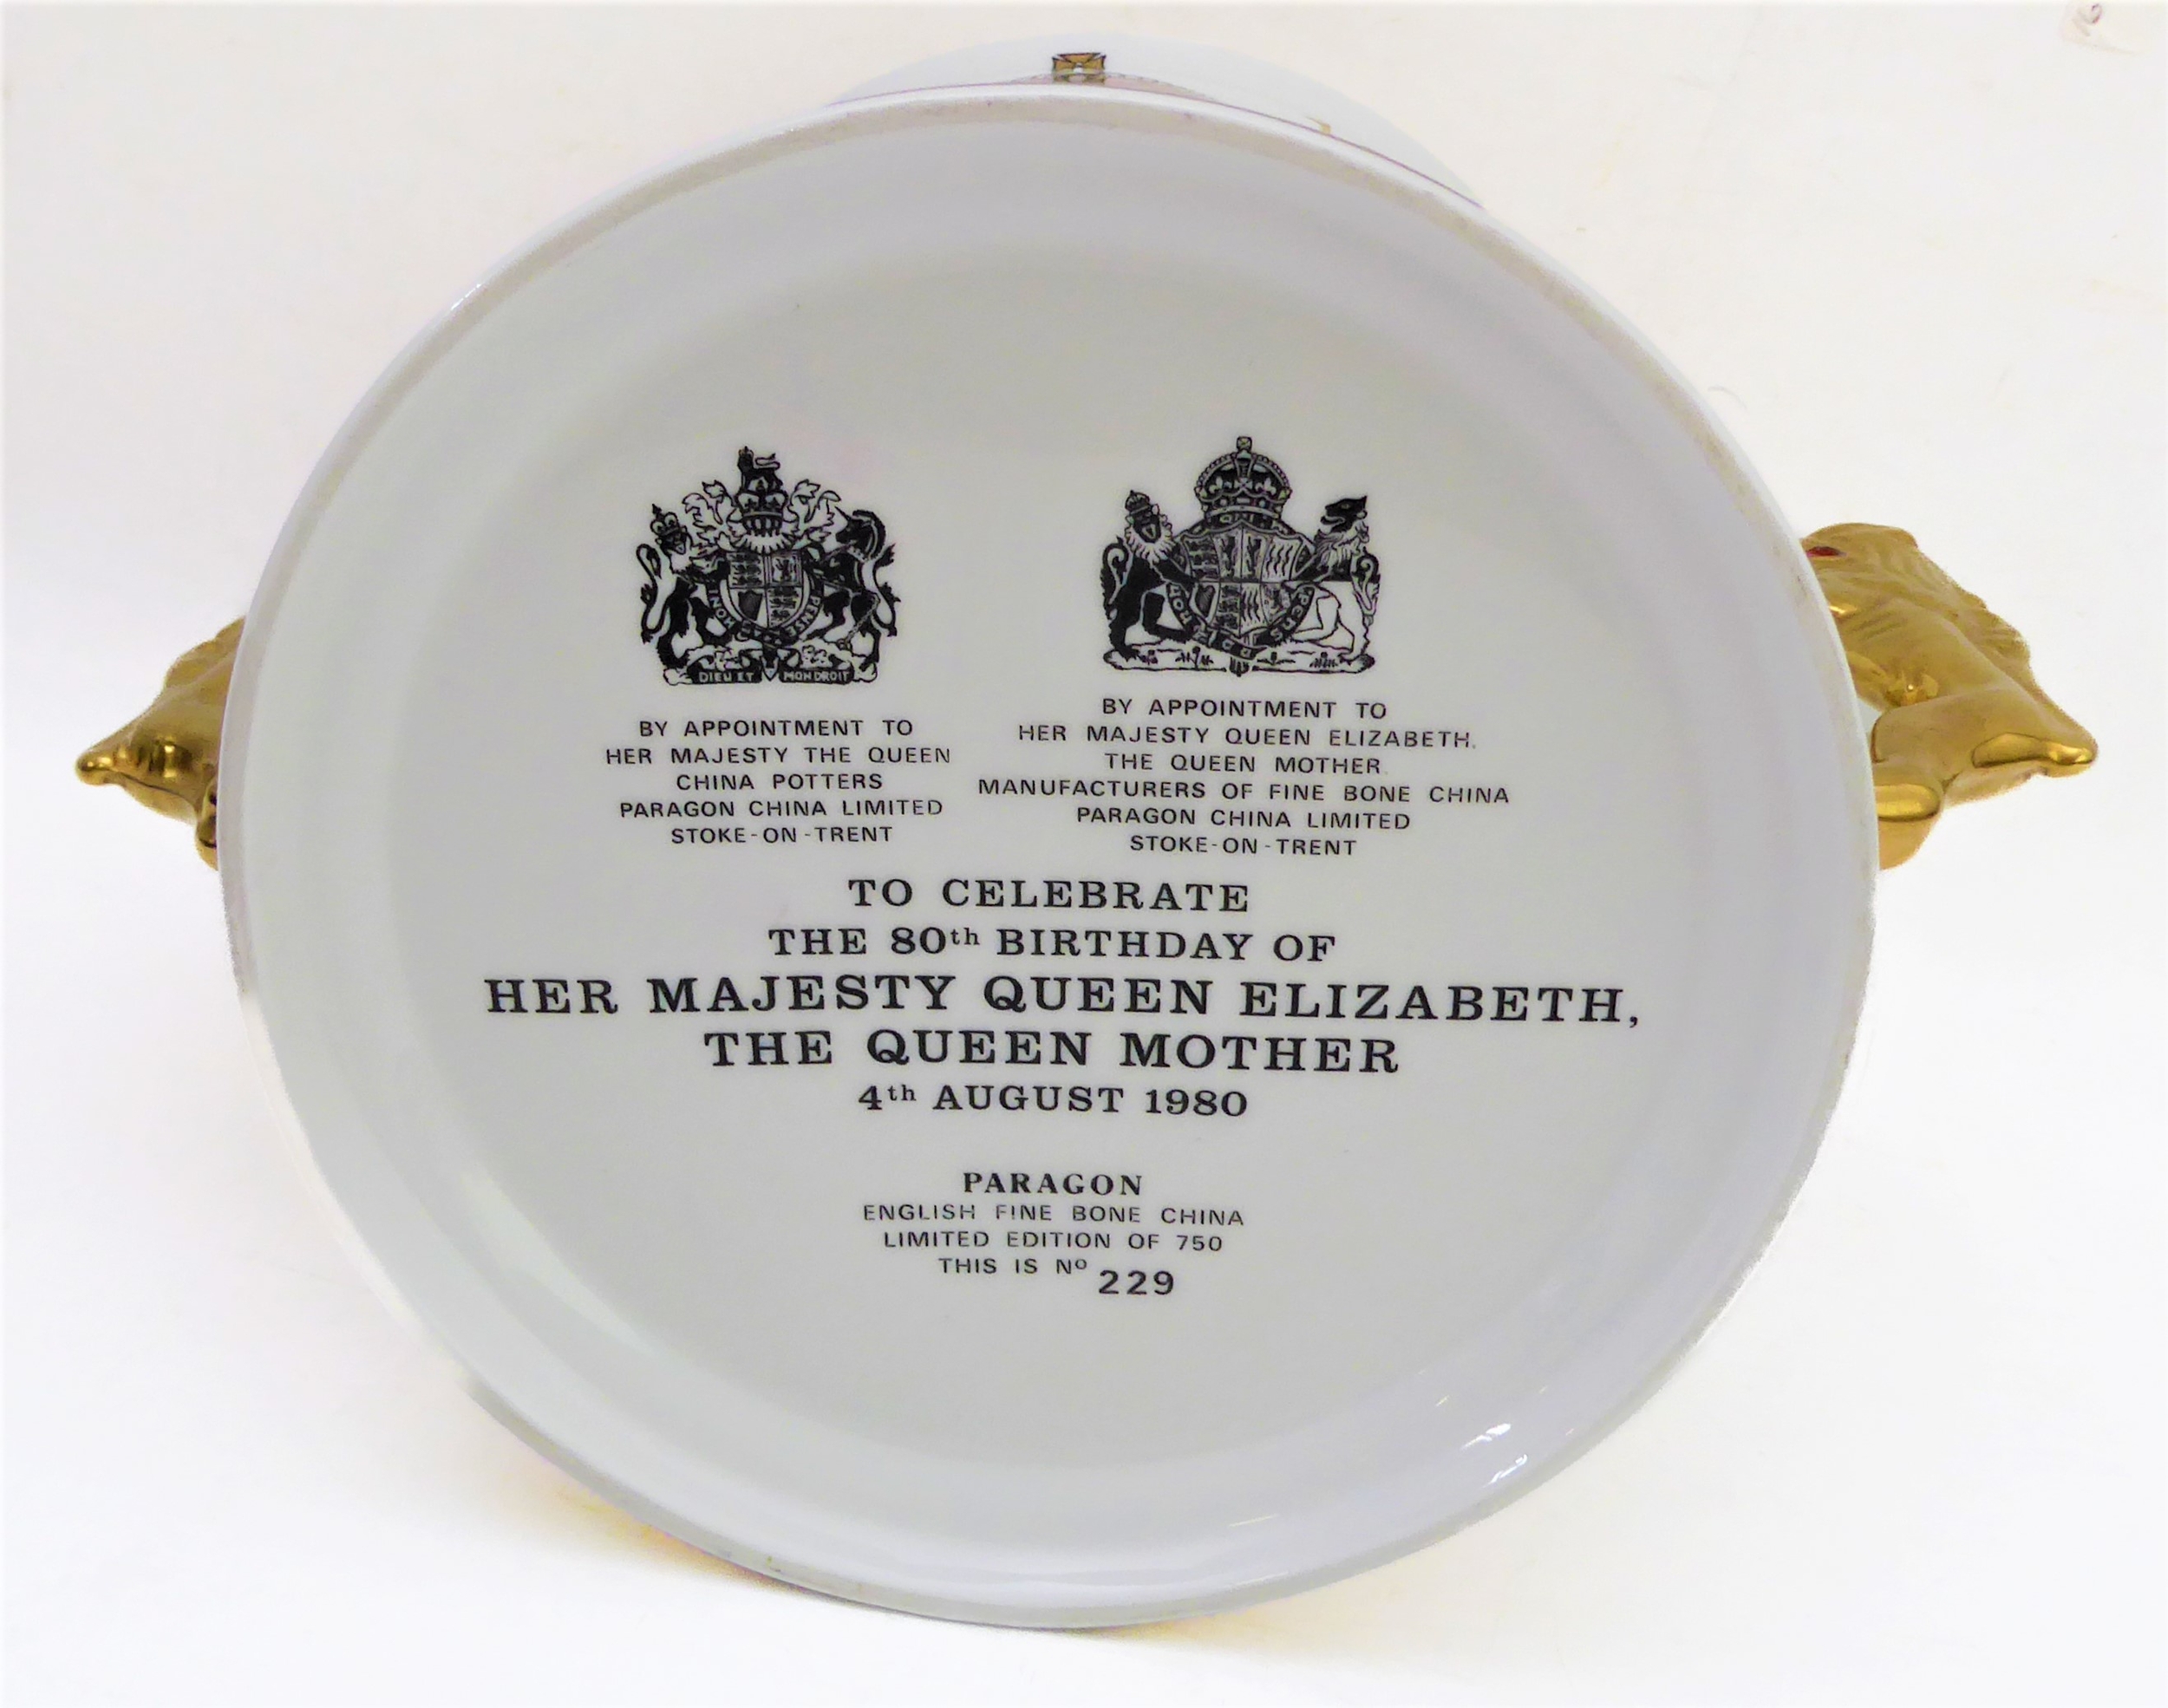 DIEU ET MON DROIT
BY APPOINTMENT TO
HER MAJESTY THE QUEEN
CHINA POTTERS
PARAGON CHINA LIMITED
STOKE-ON-TRENT
BY APPOINTMENT TO
HER MAJESTY QUEEN ELIZABETH.
THE QUEEN MOTHER.
MANUFACTURERS OF FINE BONE CHINA
PARAGON CHINA LIMITED
STOKE-ON-TRENT
TO CELEBRATE
THE 80th BIRTHDAY OF
HER MAJESTY QUEEN ELIZABETH,
THE QUEEN MOTHER
4th AUGUST 1980
PARAGON
ENGLISH FINE BONE CHINA
LIMITED EDITION OF 750
THIS IS Nº 229